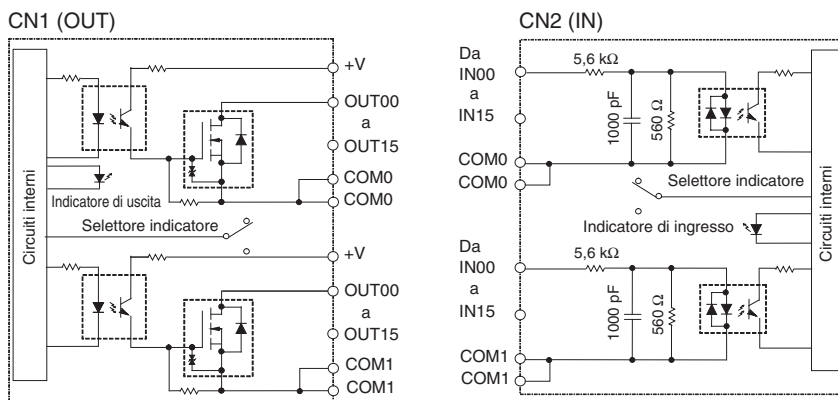 CN1 (OUT)
+V
OUT00
a
OUT15
COM0
COM0
Indicatore di uscita
Selettore indicatore
Circuiti interni
+V
OUT00
a
OUT15
COM1
COM1
CN2 (IN)
Da
IN00
a
IN15
COM0
COM0
5,6 kΩ
1000 pF
560 Ω
Selettore indicatore
Indicatore di ingresso
Circuiti interni
Da
IN00
a
IN15
COM1
COM1
5,6 kΩ
1000 pF
560 Ω